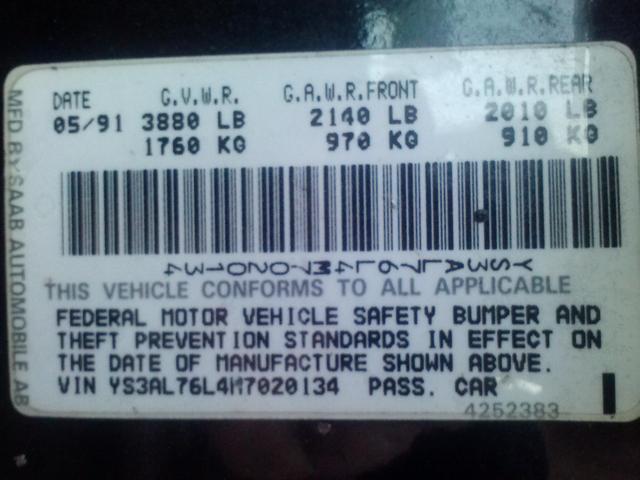 MFD BY SAAB AUTOMOBILE AB
DATE G.V.W.R. G.A.W.R.FRONT G.A.W.R.REAR
05/91 3880 LB 2140 LB 2010 LB
1760 KG 970 KG 910 KG
YS3AL76L4M7020134
THIS VEHICLE CONFORMS TO ALL APPLICABLE
FEDERAL MOTOR VEHICLE SAFETY BUMPER AND
THEFT PREVENTION STANDARDS IN EFFECT ON
THE DATE OF MANUFACTURE SHOWN ABOVE.
VIN YS3AL76L4M7020134 PASS. CAR
4252383